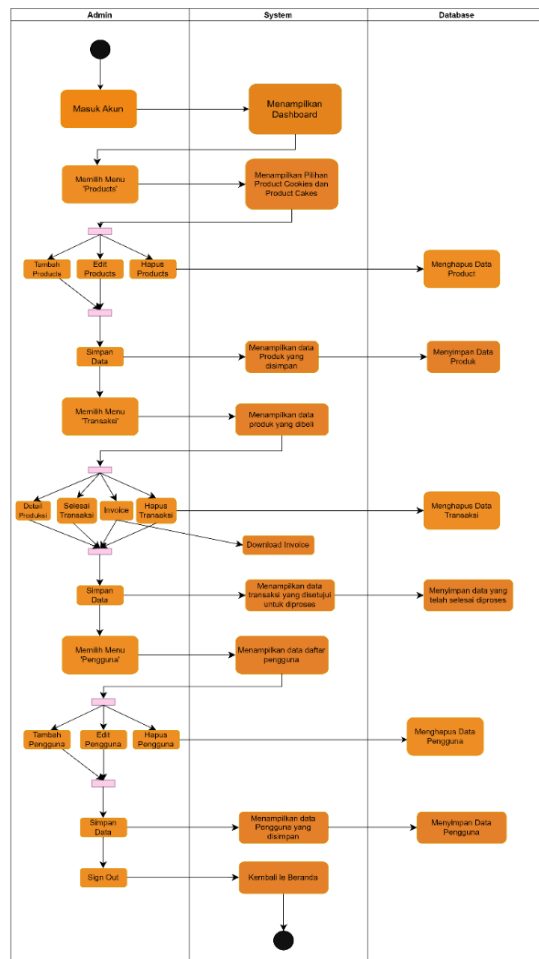 Admin
System
Database
Masuk Akun
Menampilkan
Dashboard
Memilih Menu
'Products'
Menampilkan Pilihan
Product Cookies dan
Product Cakes
Tambah
Products
Edit
Products
Hapus
Products
Menghapus Data
Product
Simpan
Data
Menampilkan data
Produk yang
disimpan
Menyimpan Data
Produk
Memilih Menu
'Transaksi'
Menampilkan data
produk yang dibeli
Detail
Produksi
Selesai
Transaksi
Invoice
Hapus
Transaksi
Menghapus Data
Transaksi
Download Invoice
Simpan
Data
Menampilkan data
transaksi yang disetujui
untuk diproses
Menyimpan data yang
telah selesai diproses
Memilih Menu
'Pengguna'
Menampilkan data daftar
pengguna
Tambah
Pengguna
Edit
Pengguna
Hapus
Pengguna
Menghapus Data
Pengguna
Simpan
Data
Menampilkan data
Pengguna yang
disimpan
Menyimpan Data
Pengguna
Sign Out
Kembali le Beranda